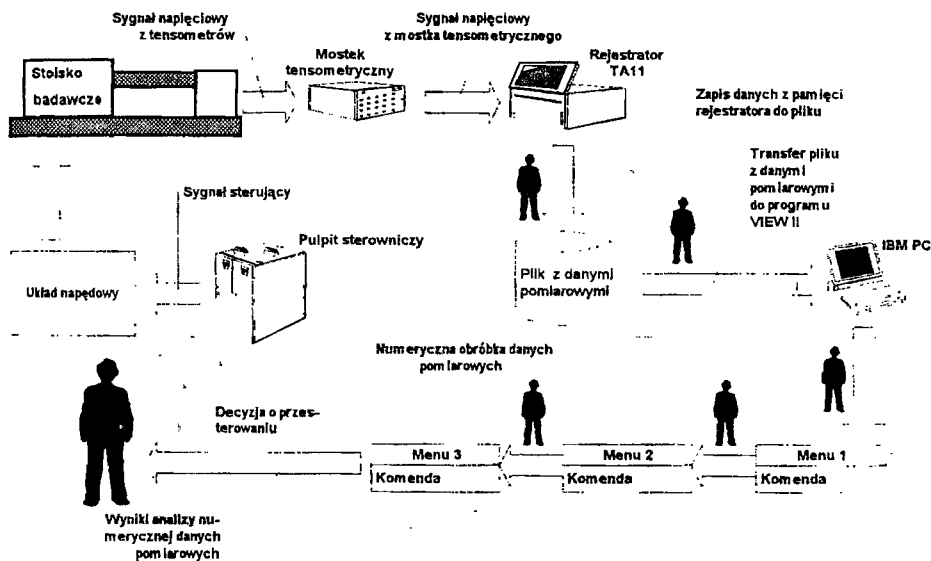 Sygnał napięciowy
z tensometrów
Sygnał napięciowy
z mostka tensometrycznego
Stoisko
badawcze
Mostek
tensometryczny
Rejestrator
TA11
Zapis danych z pamięci
rejestratora do pliku
Transfer pliku
z danymi
pomiarowymi
do programu
VIEW II
Sygnał sterujący
Pulpit sterowniczy
IBM PC
Układ napędowy
Plik z danymi
pomiarowymi
Numeryczna obróbka danych
pomiarowych
Decyzja o przes-
terowaniu
Menu 3
Menu 2
Menu 1
Komenda
Komenda
Komenda
Wyniki analizy nu-
merycznej danych
pomiarowych